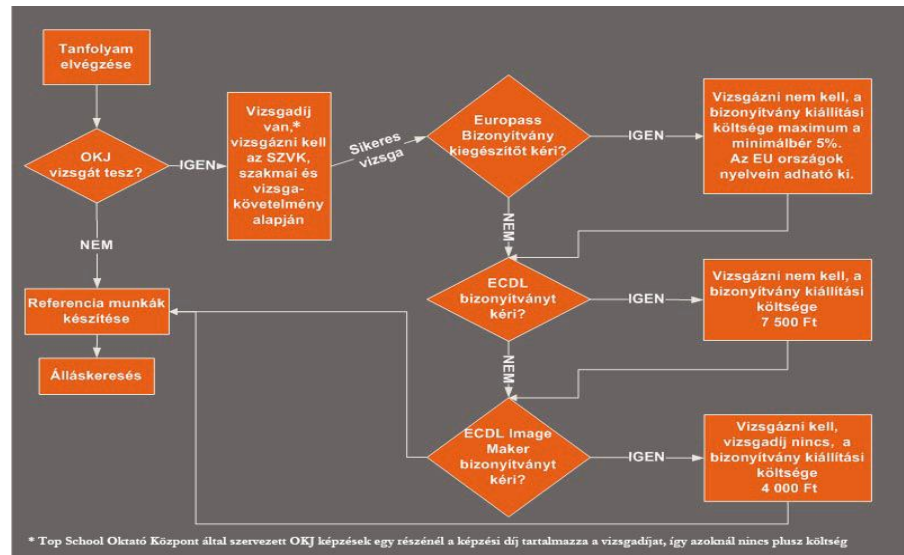 Tanfolyam
elvégzése
OKJ
vizsgát tesz?
IGEN
Vizsgadíj
van,*
vizsgázni kell
az SZVK,
szakmai és
vizsga-
követelmény
alapján
Sikeres
vizsga
Europass
Bizonyítvány
kiegészítőt kéri?
IGEN
Vizsgázni nem kell, a
bizonyítvány kiállítási
költsége maximum a
minimálbér 5%.
Az EU országok
nyelvein adható ki.
NEM
NEM
ECDL
bizonyítványt
kéri?
IGEN
Vizsgázni nem kell, a
bizonyítvány kiállítási
költsége
7 500 Ft
Referencia munkák
készítése
Álláskeresés
NEM
ECDL Image
Maker
bizonyítványt
kéri?
IGEN
Vizsgázni kell,
vizsgadíj nincs, a
bizonyítvány kiállítási
költsége
4 000 Ft
* Top School Oktató Központ által szervezett OKJ képzések egy részénél a képzési díj tartalmazza a vizsgadíjat, így azoknál nincs plusz költség